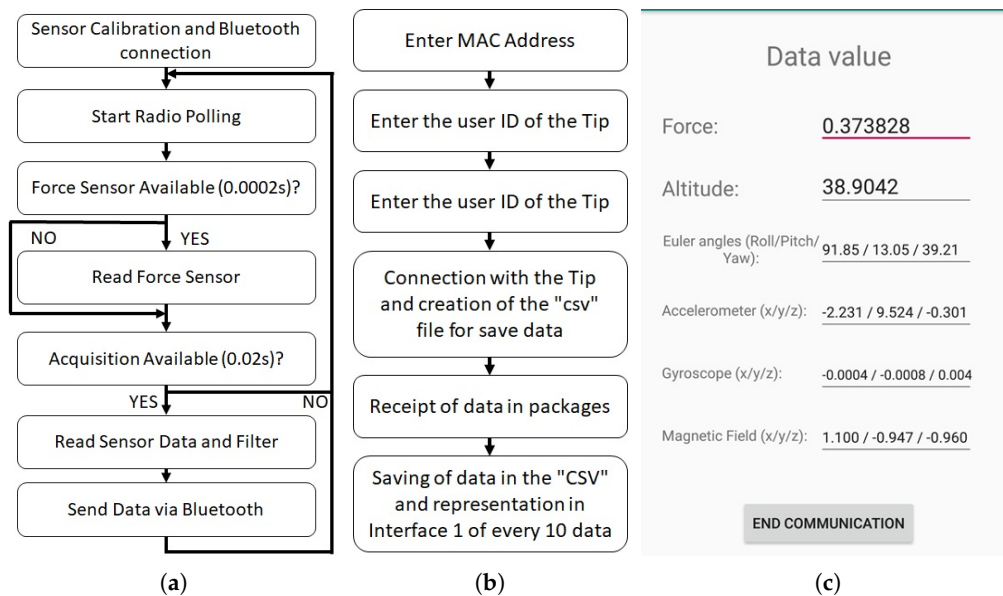 Sensor Calibration and Bluetooth
connection
Start Radio Polling
Force Sensor Available (0.0002s)?
NO
YES
Read Force Sensor
Acquisition Available (0.02s)?
YES
NO
Read Sensor Data and Filter
Send Data via Bluetooth
(a)
Enter MAC Address
Enter the user ID of the Tip
Enter the user ID of the Tip
Connection with the Tip
and creation of the "csv"
file for save data
Receipt of data in packages
Saving of data in the "CSV"
and representation in
Interface 1 of every 10 data
(b)
Data value
Force: 0.373828
Altitude: 38.9042
Euler angles (Roll/Pitch/
Yaw): 91.85 / 13.05 / 39.21
Accelerometer (x/y/z): -2.231 / 9.524 / -0.301
Gyroscope (x/y/z): -0.0004 / -0.0008 / 0.004
Magnetic Field (x/y/z): 1.100 / -0.947 / -0.960
END COMMUNICATION
(c)